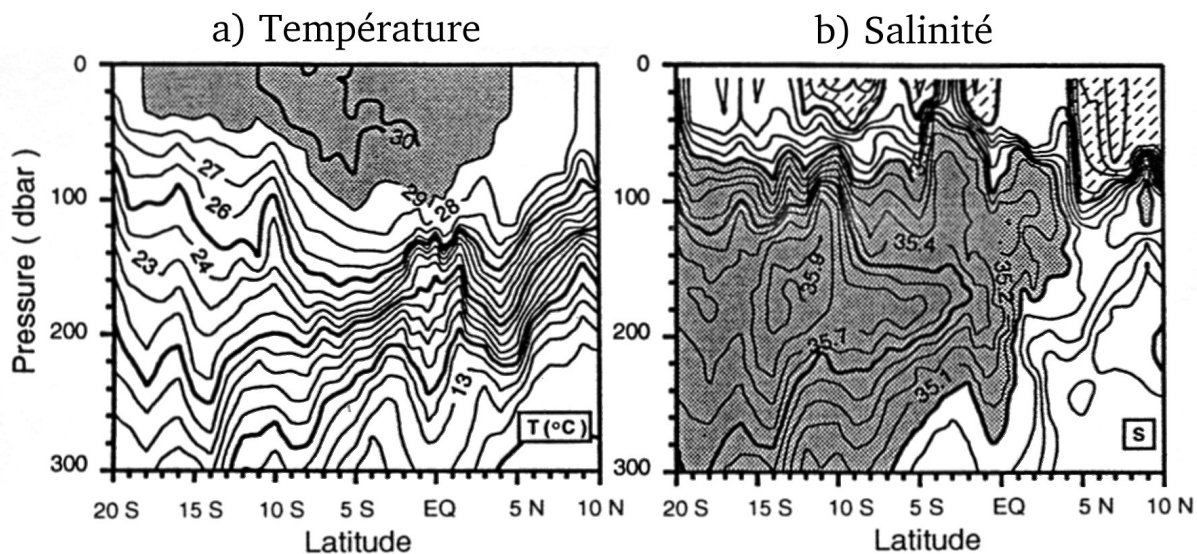 a) Température
b) Salinité
0
100
200
300
Pressure ( dbar )
27
26
24
23
30
29
28
13
T (°C)
20 S
15 S
10 S
5 S
EQ
5 N
10 N
Latitude
0
100
200
300
35.4
35.9
35.2
35.7
35.1
S
20 S
15 S
10 S
5 S
EQ
5 N
10 N
Latitude